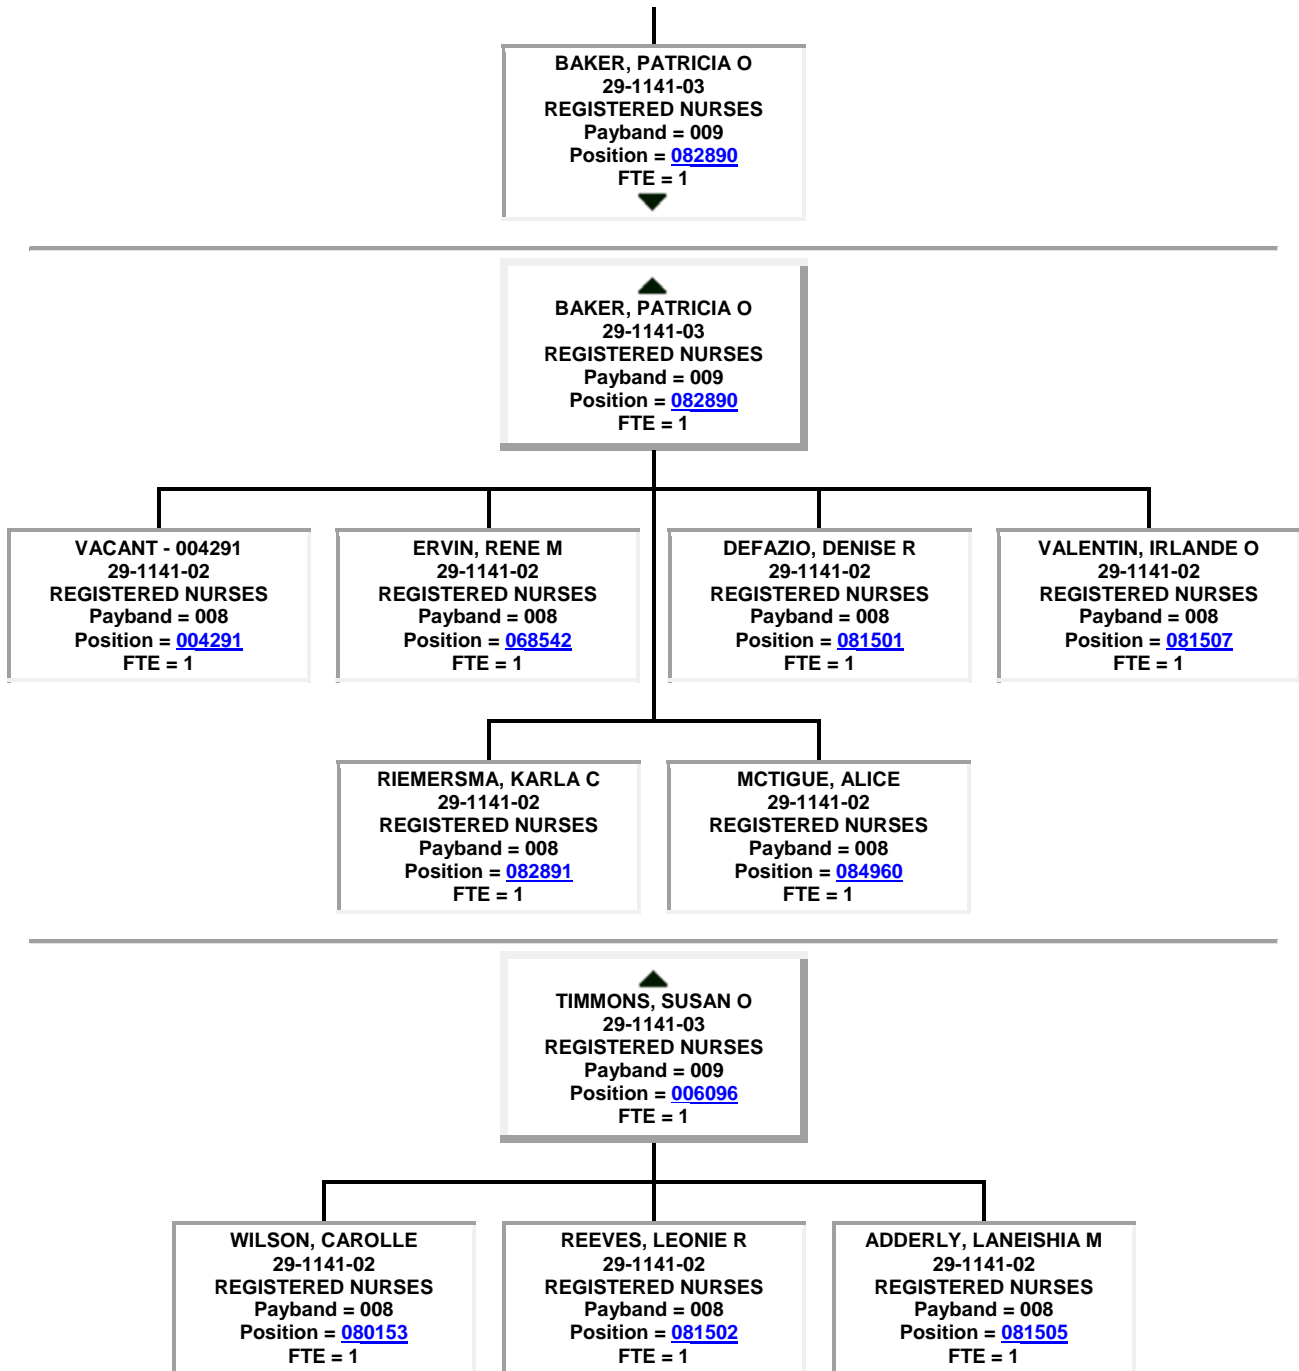 BAKER, PATRICIA O
29-1141-03
REGISTERED NURSES
Payband = 009
Position = 082890
FTE = 1
BAKER, PATRICIA O
29-1141-03
REGISTERED NURSES
Payband = 009
Position = 082890
FTE = 1
VACANT - 004291
29-1141-02
REGISTERED NURSES
Payband = 008
Position = 004291
FTE = 1
ERVIN, RENE M
29-1141-02
REGISTERED NURSES
Payband = 008
Position = 068542
FTE = 1
DEFAZIO, DENISE R
29-1141-02
REGISTERED NURSES
Payband = 008
Position = 081501
FTE = 1
VALENTIN, IRLANDE O
29-1141-02
REGISTERED NURSES
Payband = 008
Position = 081507
FTE = 1
RIEMERSMA, KARLA C
29-1141-02
REGISTERED NURSES
Payband = 008
Position = 082891
FTE = 1
MCTIGUE, ALICE
29-1141-02
REGISTERED NURSES
Payband = 008
Position = 084960
FTE = 1
TIMMONS, SUSAN O
29-1141-03
REGISTERED NURSES
Payband = 009
Position = 006096
FTE = 1
WILSON, CAROLLE
29-1141-02
REGISTERED NURSES
Payband = 008
Position = 080153
FTE = 1
REEVES, LEONIE R
29-1141-02
REGISTERED NURSES
Payband = 008
Position = 081502
FTE = 1
ADDERLY, LANEISHIA M
29-1141-02
REGISTERED NURSES
Payband = 008
Position = 081505
FTE = 1